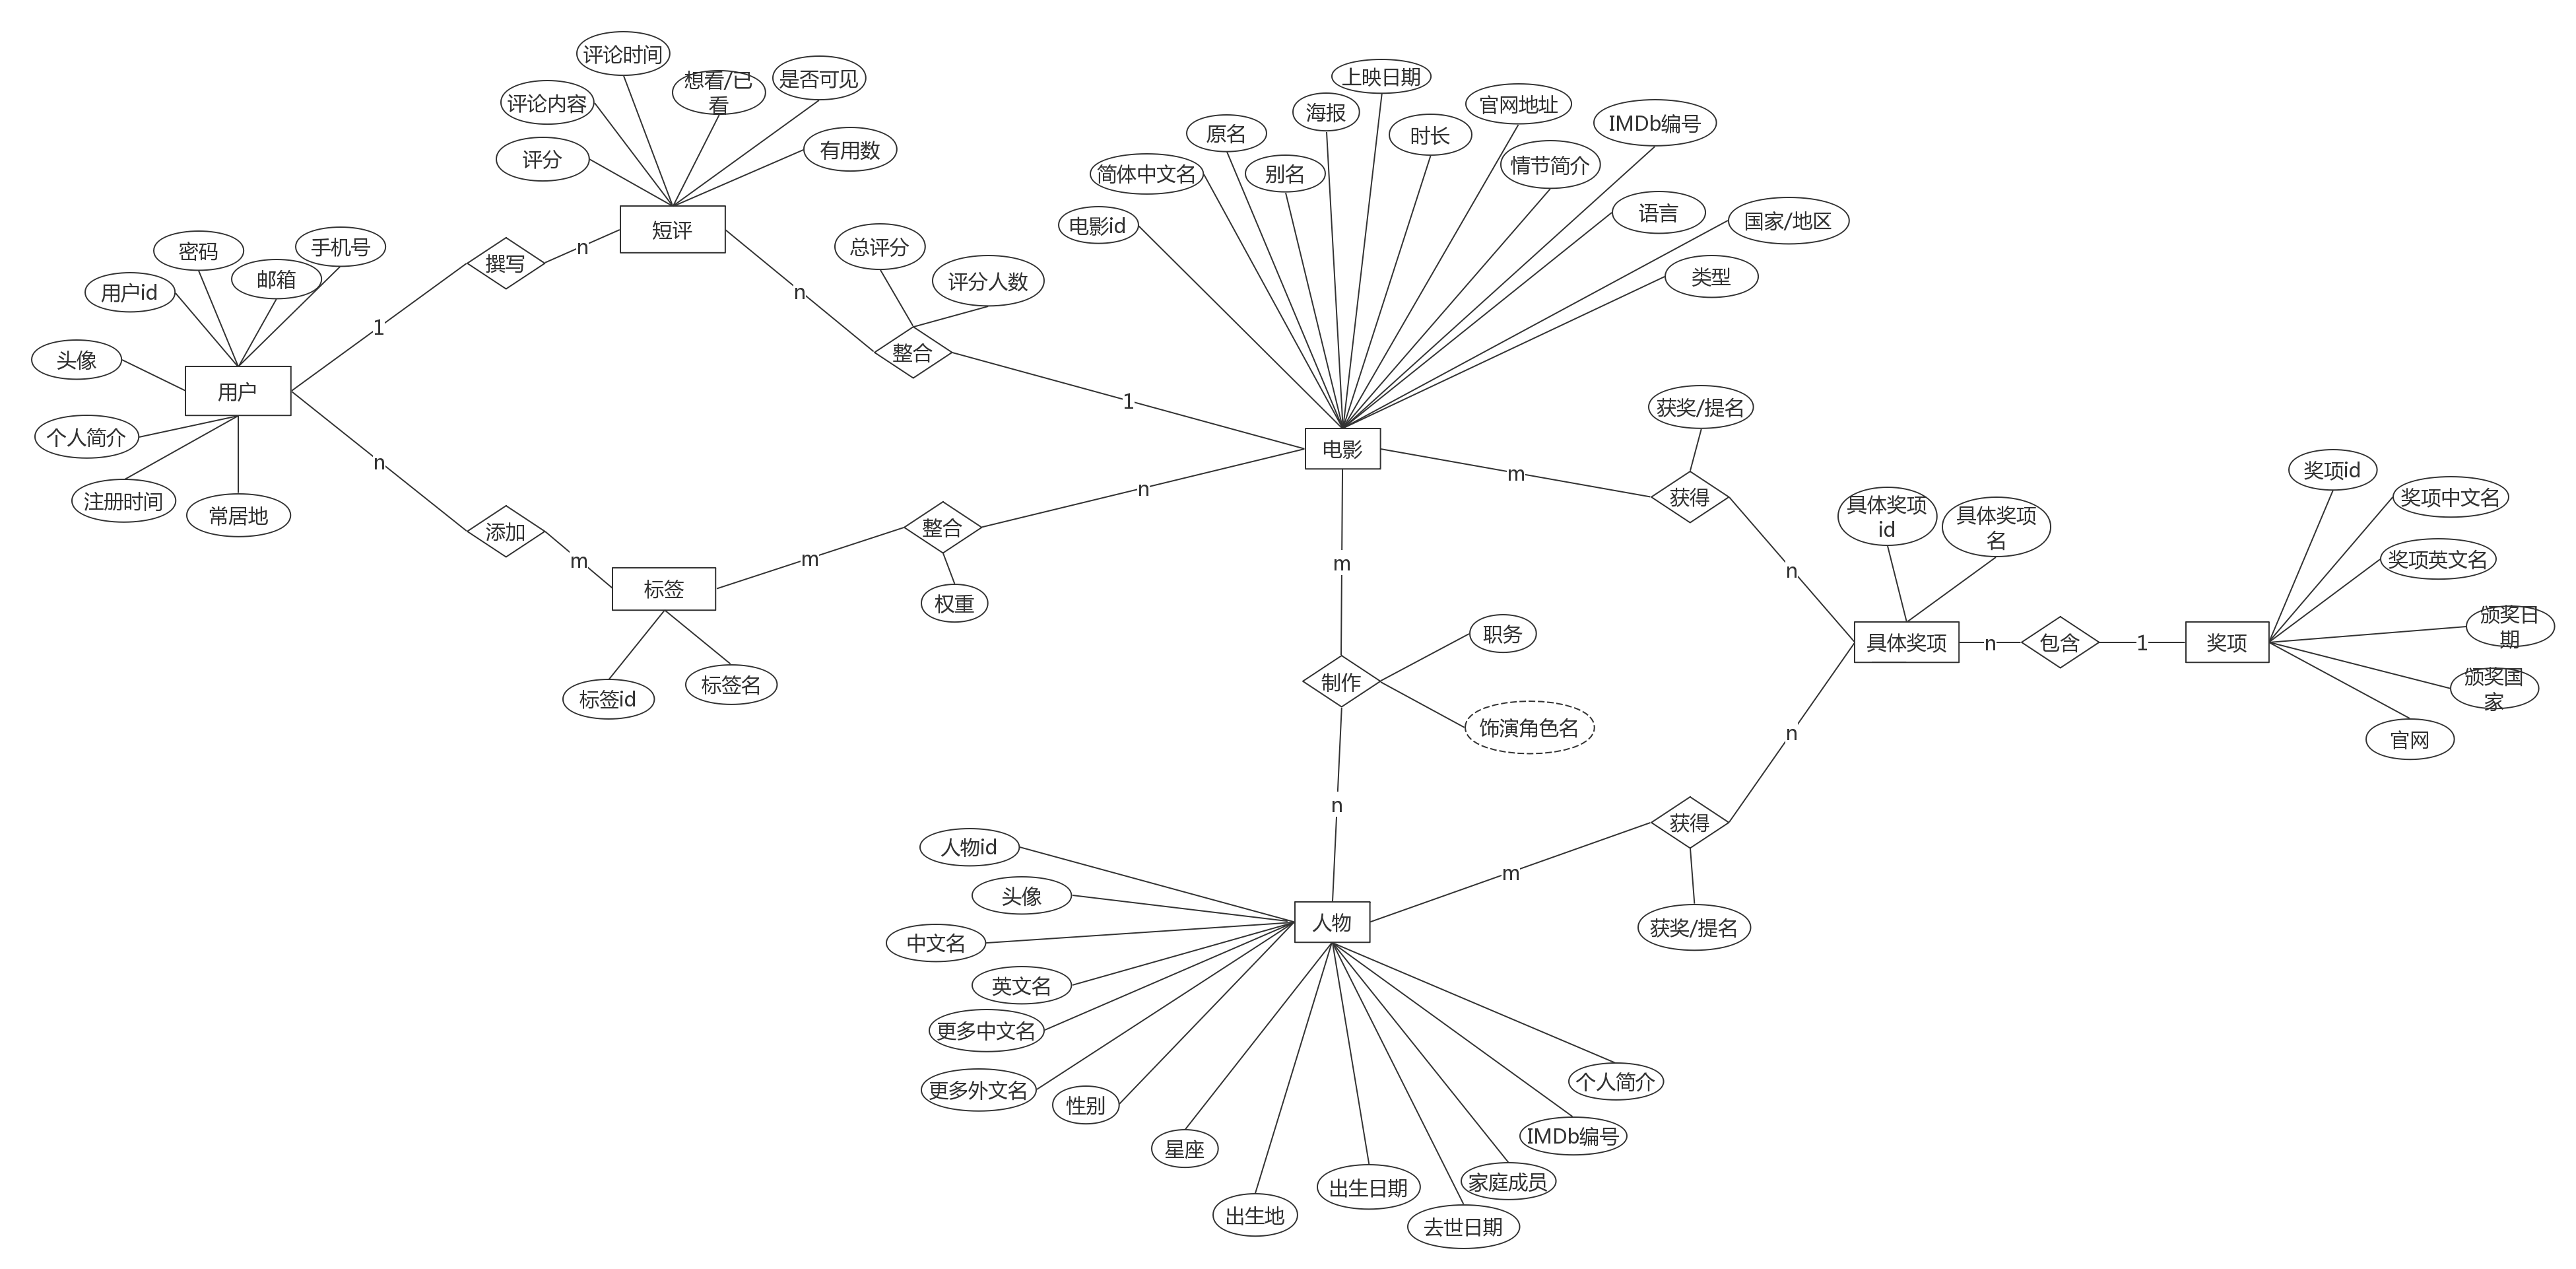 评论时间
想看/已
看
是否可见
评论内容
评分
有用数
短评
撰写
n
1
用户id
密码
邮箱
手机号
头像
用户
个人简介
注册时间
常居地
n
添加
m
标签
标签id
标签名
n
总评分
评分人数
整合
1
m
整合
n
权重
电影id
简体中文名
原名
别名
海报
上映日期
时长
官网地址
情节简介
IMDb编号
语言
国家/地区
类型
电影
m
获奖/提名
获得
n
m
制作
职务
饰演角色名
n
具体奖项
id
具体奖项
名
具体奖项
n
包含
1
奖项
奖项id
奖项中文名
奖项英文名
颁奖日
期
颁奖国
家
官网
n
获得
m
获奖/提名
人物
人物id
头像
中文名
英文名
更多中文名
更多外文名
性别
星座
出生地
出生日期
去世日期
家庭成员
IMDb编号
个人简介